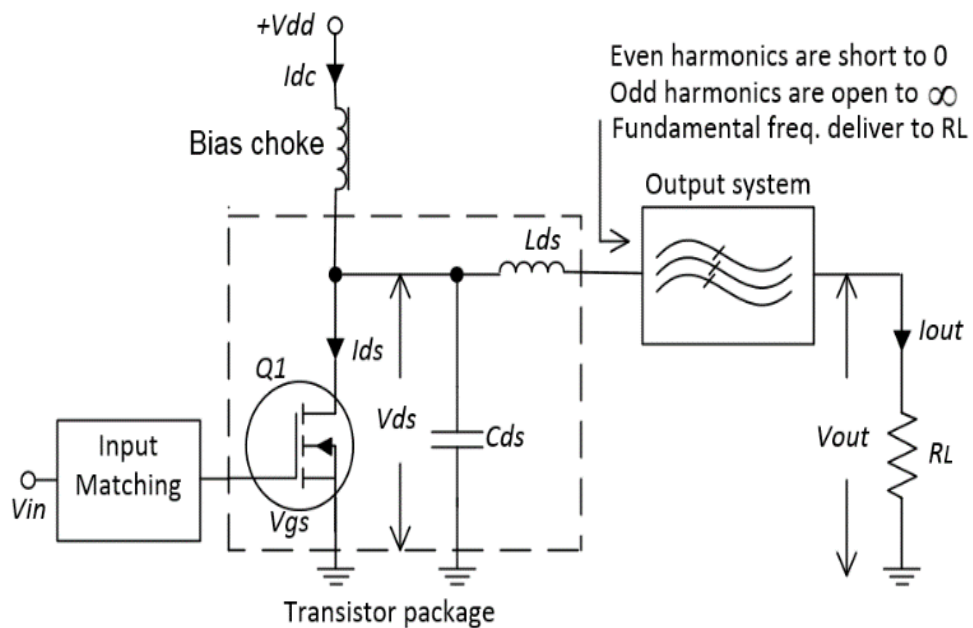 +Vdd
Idc
Bias choke
Even harmonics are short to 0
Odd harmonics are open to ∞
Fundamental freq. deliver to RL
Output system
Lds
Ids
Q1
Vds
Cds
Iout
Vout
RL
Input
Matching
Vin
Vgs
Transistor package